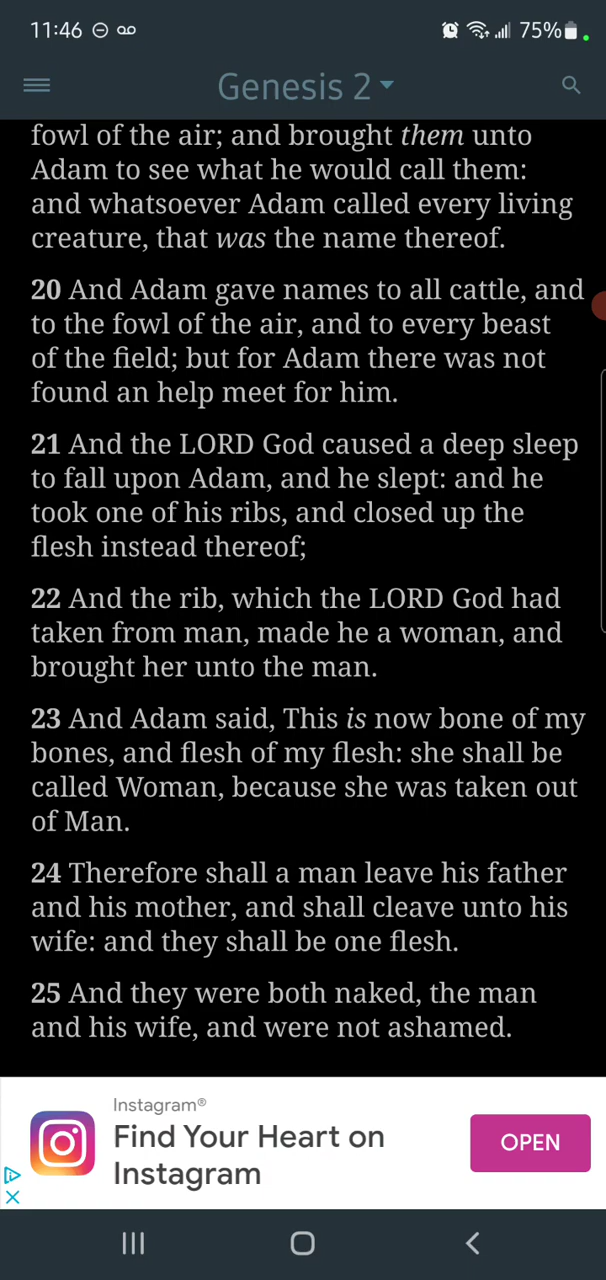 11:46 75%
Genesis 2
fowl of the air; and brought them unto
Adam to see what he would call them:
and whatsoever Adam called every living
creature, that was the name thereof.
20 And Adam gave names to all cattle, and
to the fowl of the air, and to every beast
of the field; but for Adam there was not
found an help meet for him.
21 And the LORD God caused a deep sleep
to fall upon Adam, and he slept: and he
took one of his ribs, and closed up the
flesh instead thereof;
22 And the rib, which the LORD God had
taken from man, made he a woman, and
brought her unto the man.
23 And Adam said, This is now bone of my
bones, and flesh of my flesh: she shall be
called Woman, because she was taken out
of Man.
24 Therefore shall a man leave his father
and his mother, and shall cleave unto his
wife: and they shall be one flesh.
25 And they were both naked, the man
and his wife, and were not ashamed.
Instagram®
Find Your Heart on
Instagram
OPEN